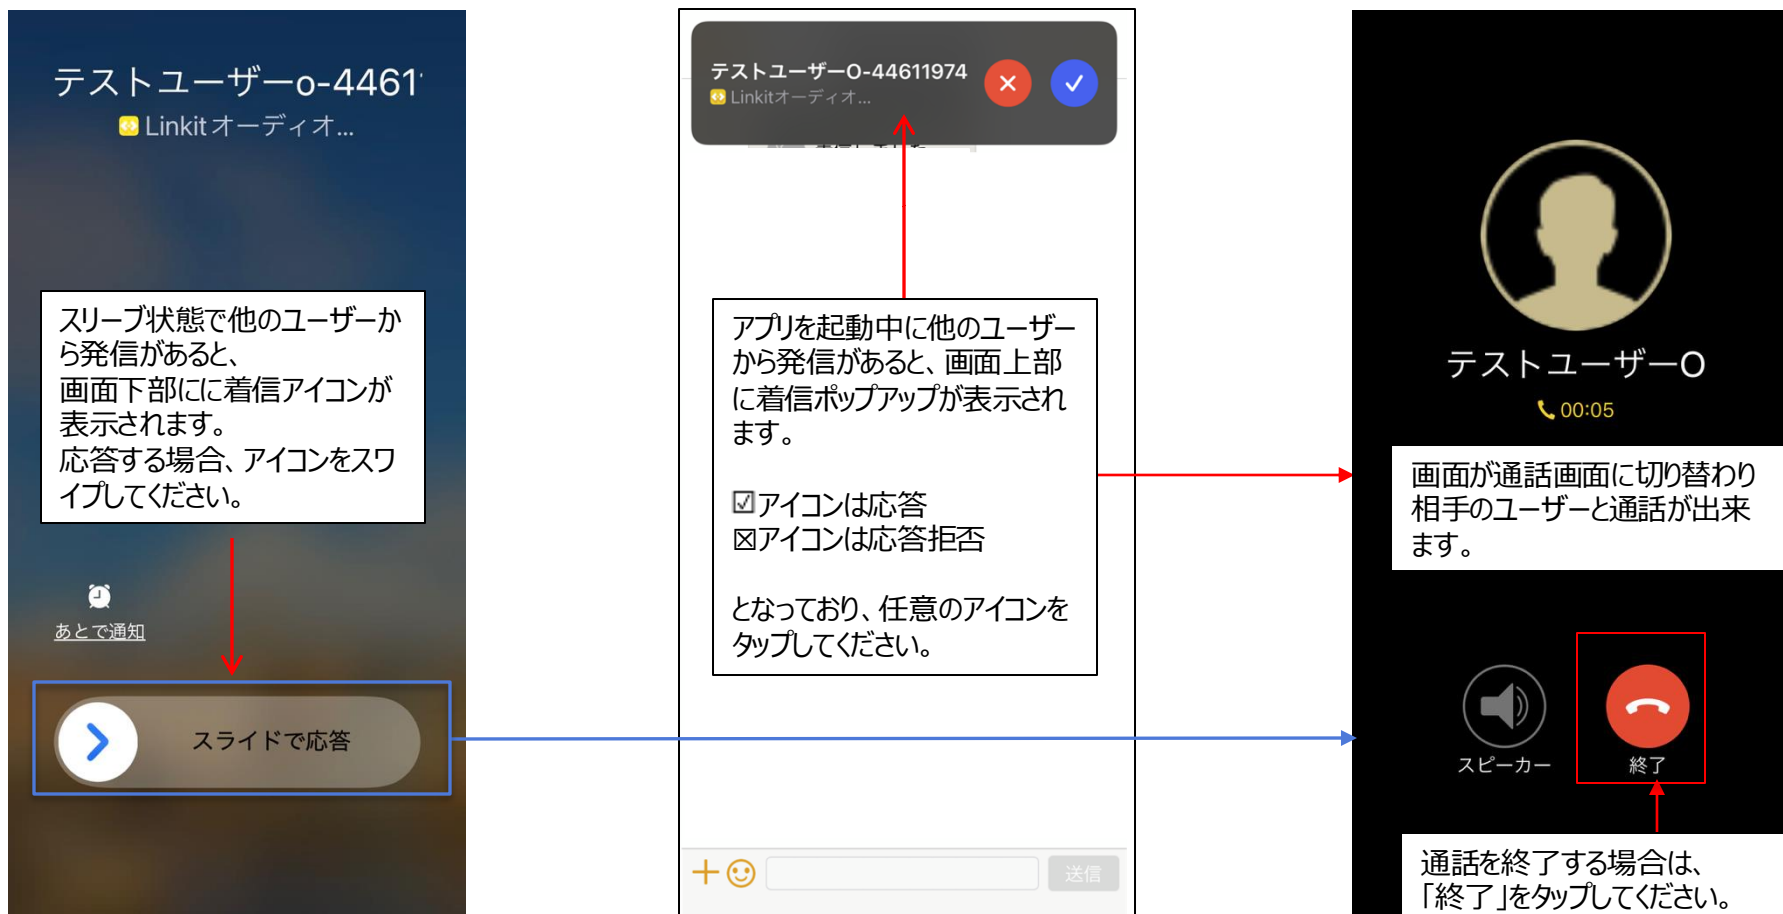 テストユーザーo-4461
Linkitオーディオ...
スリープ状態で他のユーザーか
ら発信があると、
画面下部にに着信アイコンが
表示されます。
応答する場合、アイコンをスワ
イプしてください。
あとで通知
スライドで応答
テストユーザーO-44611974
Linkitオーディオ...
アプリを起動中に他のユーザー
から発信があると、画面上部
に着信ポップアップが表示され
ます。
☑アイコンは応答
☒アイコンは応答拒否
となっており、任意のアイコンを
タップしてください。
送信
テストユーザーO
00:05
画面が通話画面に切り替わり
相手のユーザーと通話が出来
ます。
スピーカー
終了
通話を終了する場合は、
「終了」をタップしてください。